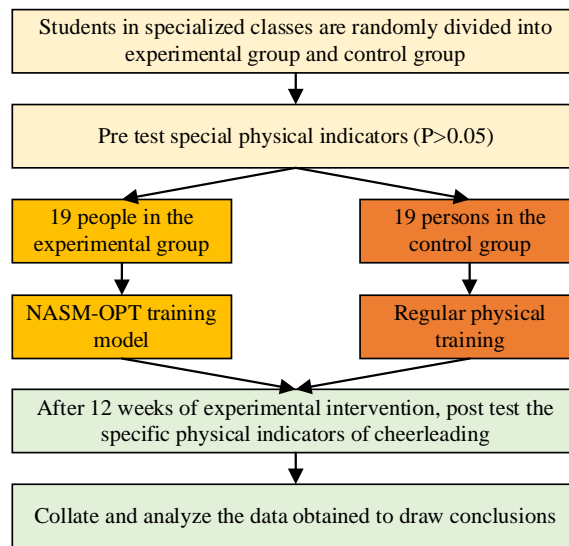 Students in specialized classes are randomly divided into
experimental group and control group
Pre test special physical indicators (P>0.05)
19 people in the
experimental group
19 persons in the
control group
NASM-OPT training
model
Regular physical
training
After 12 weeks of experimental intervention, post test the
specific physical indicators of cheerleading
Collate and analyze the data obtained to draw conclusions